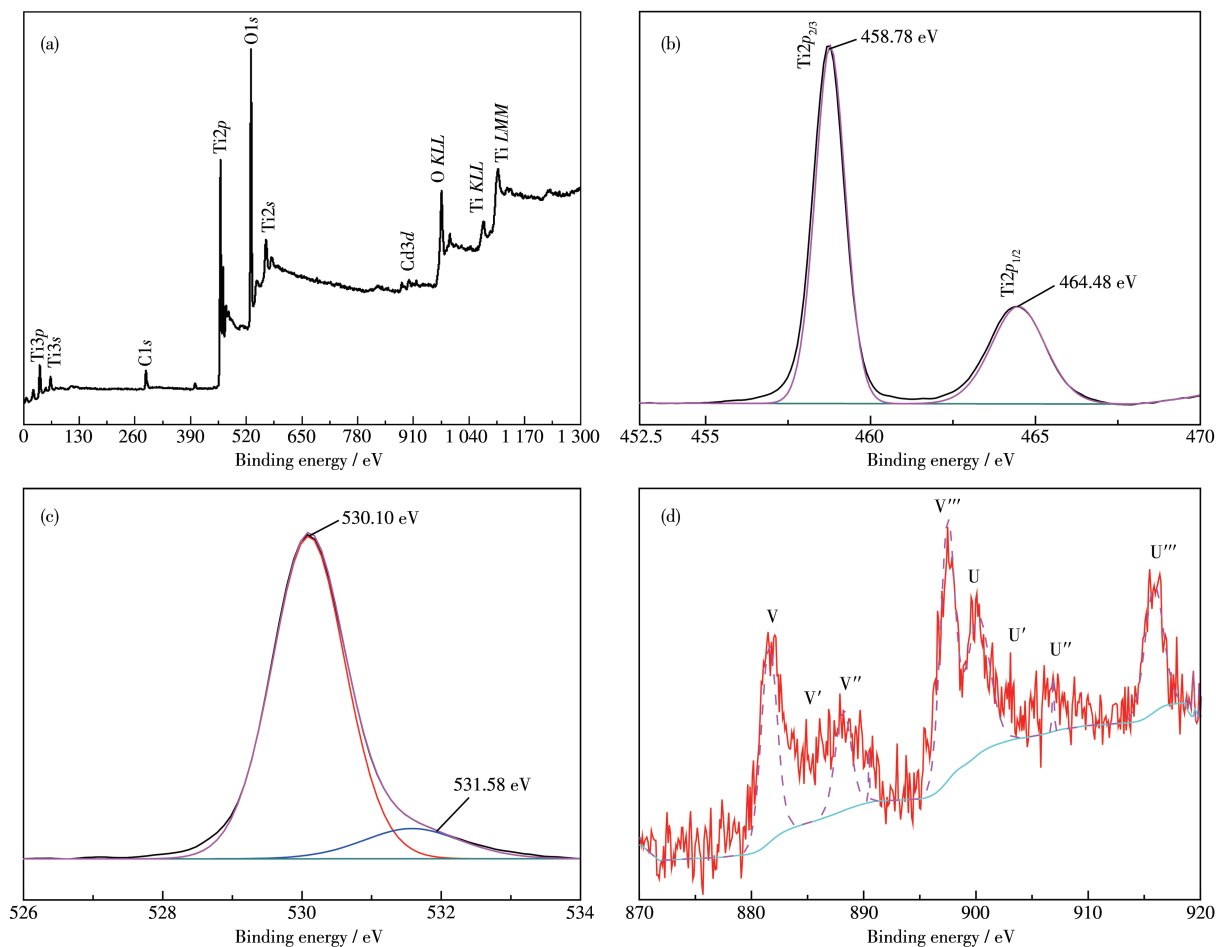 (a)
O1s
Ti2p
Ti2s
Ti3p
Ti3s
C1s
Cd3d
O KLL
Ti KLL
Ti LMM
0 130 260 390 520 650 780 910 1 040 1 170 1 300
Binding energy / eV
(b)
Ti2p2/3
458.78 eV
Ti2p1/2
464.48 eV
452.5 455 460 465 470
Binding energy / eV
(c)
530.10 eV
531.58 eV
526 528 530 532 534
Binding energy / eV
(d)
V
V′
V″
V‴
U
U′
U″
U‴
870 880 890 900 910 920
Binding energy / eV